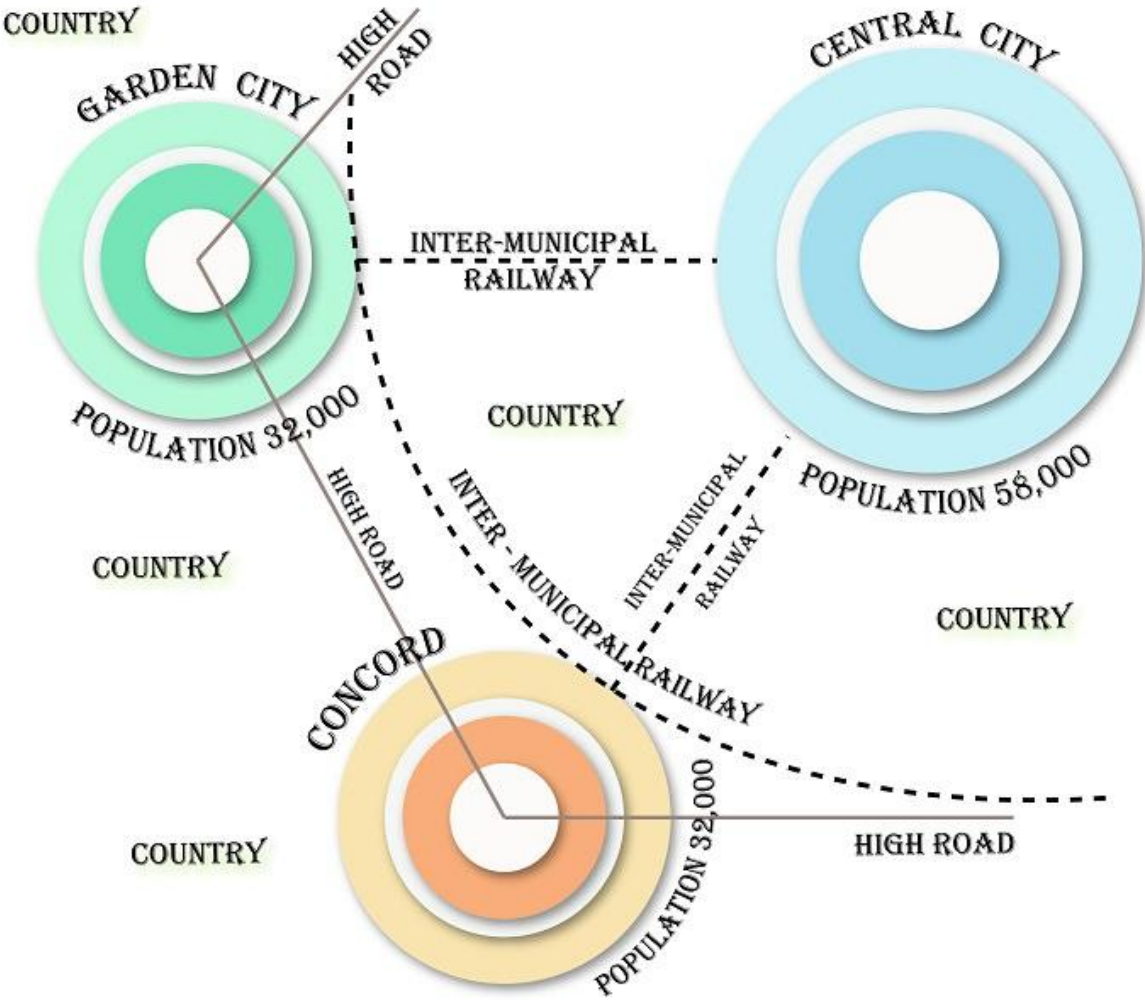 COUNTRY
HIGH
ROAD
CENTRAL CITY
GARDEN CITY
INTER-MUNICIPAL
RAILWAY
POPULATION 32,000
COUNTRY
HIGH ROAD
INTER - MUNICIPAL RAILWAY
INTER-MUNICIPAL
RAILWAY
POPULATION 58,000
COUNTRY
COUNTRY
CONCORD
POPULATION 32,000
HIGH ROAD
COUNTRY